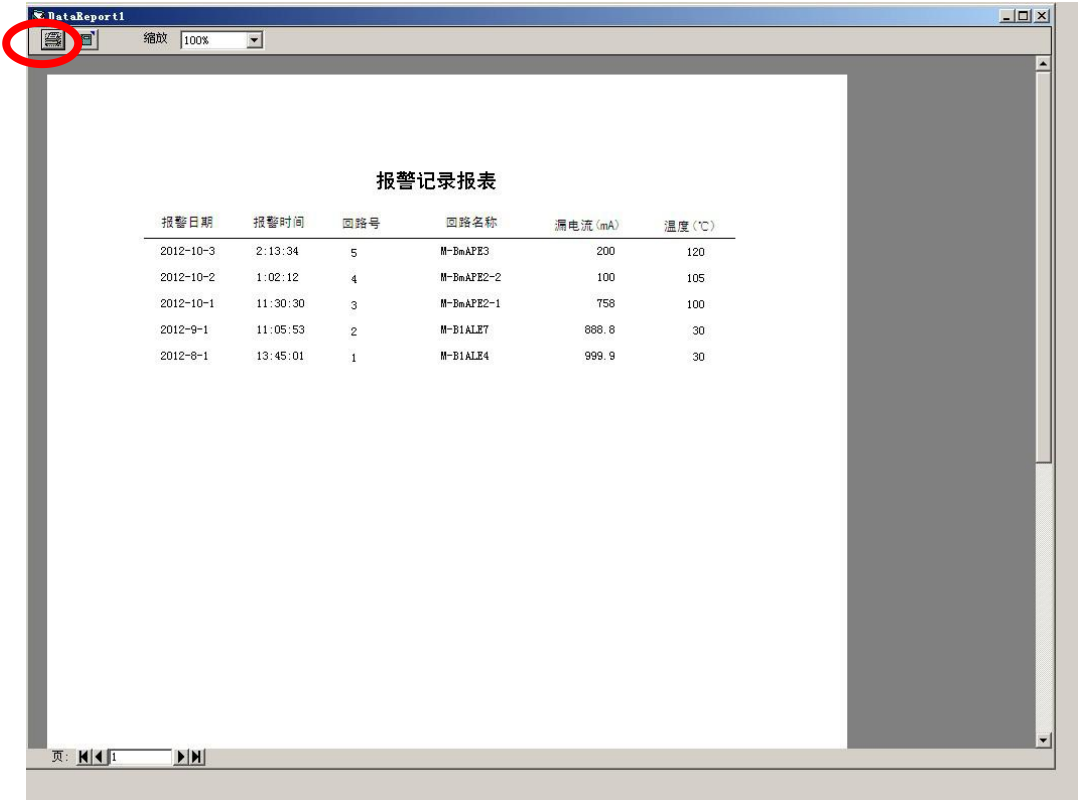 DataReport1
缩放 100%
报警记录报表
报警日期 报警时间 回路号 回路名称 漏电流(mA) 温度(℃)
2012-10-3 2:13:34 5 M-BmAPE3 200 120
2012-10-2 1:02:12 4 M-BmAPE2-2 100 105
2012-10-1 11:30:30 3 M-BmAPE2-1 758 100
2012-9-1 11:05:53 2 M-B1ALE7 888.8 30
2012-8-1 13:45:01 1 M-B1ALE4 999.9 30
页: 1